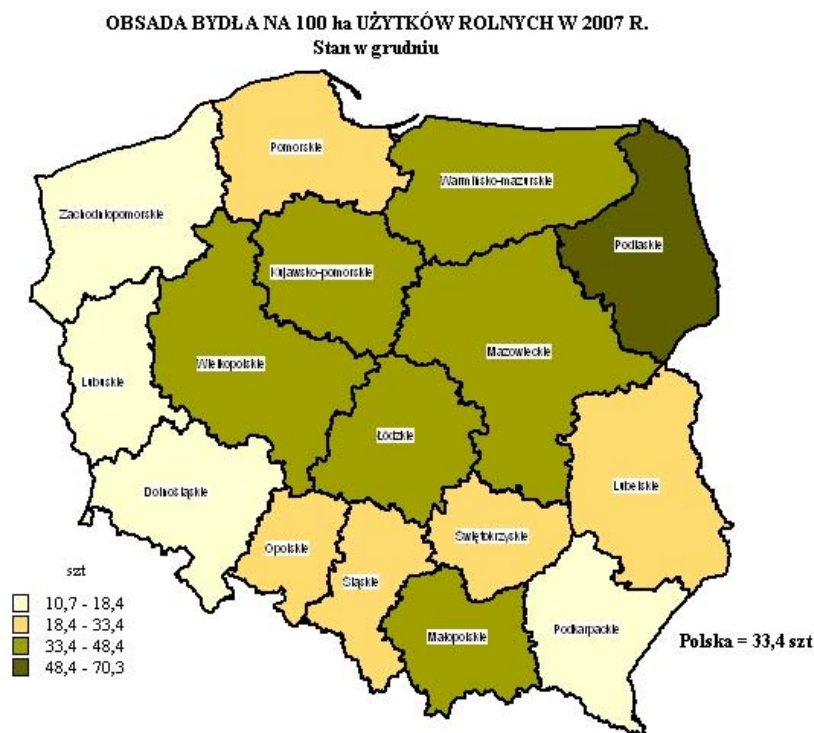 OBSADA BYDŁA NA 100 ha UŻYTKÓW ROLNYCH W 2007 R.
Stan w grudniu
Pomorskie
Warmińsko-mazurskie
Zachodniopomorskie
Podlaskie
Kujawsko-pomorskie
Mazowieckie
Wielkopolskie
Lubuskie
Łódzkie
Lubelskie
Dolnośląskie
Świętokrzyskie
Opolskie
Śląskie
Podkarpackie
Małopolskie
Polska = 33,4 szt
szt
10,7 - 18,4
18,4 - 33,4
33,4 - 48,4
48,4 - 70,3